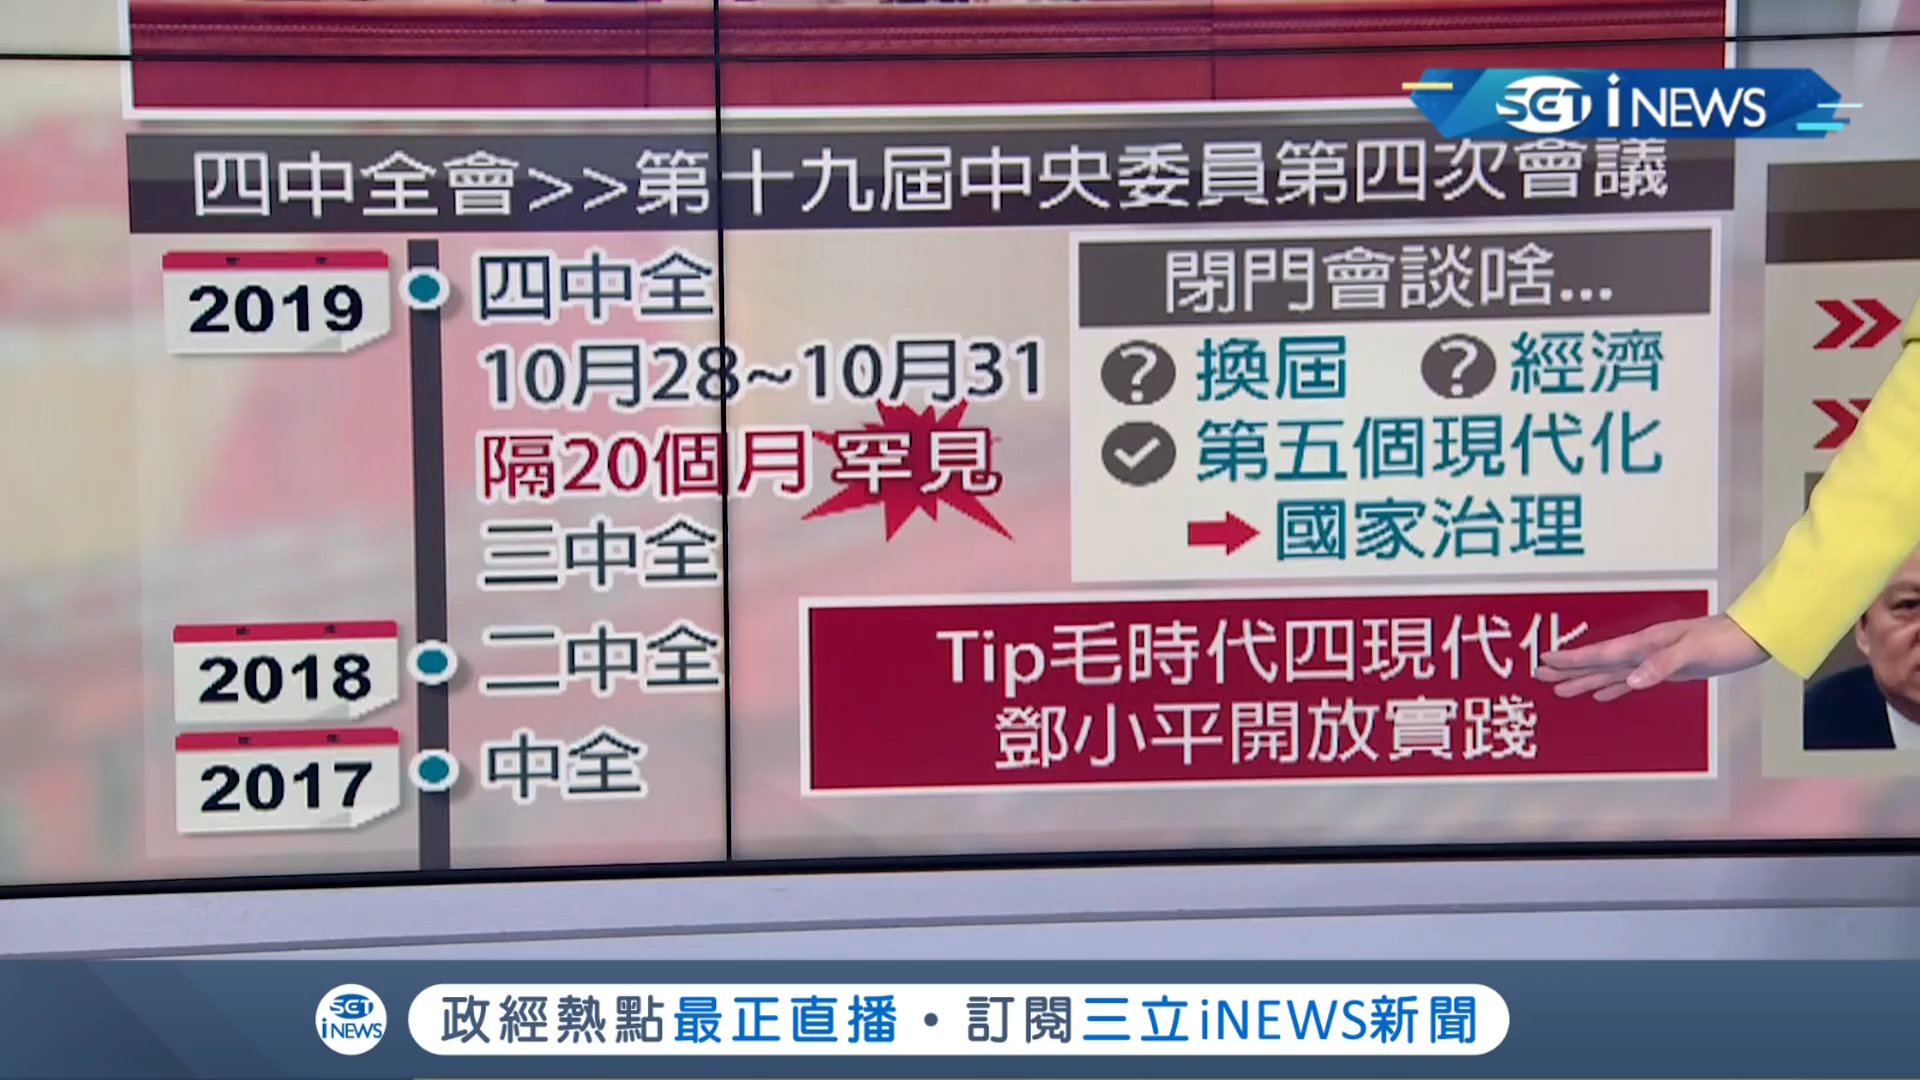 SET iNEWS
四中全會>>第十九屆中央委員第四次會議
2019
四中全
10月28~10月31
隔20個月 罕見
三中全
2018
二中全
2017
中全
閉門會談啥...
換屆 經濟
第五個現代化
國家治理
Tip毛時代四現代化
鄧小平開放實踐
SET iNEWS
政經熱點最正直播・訂閱三立iNEWS新聞